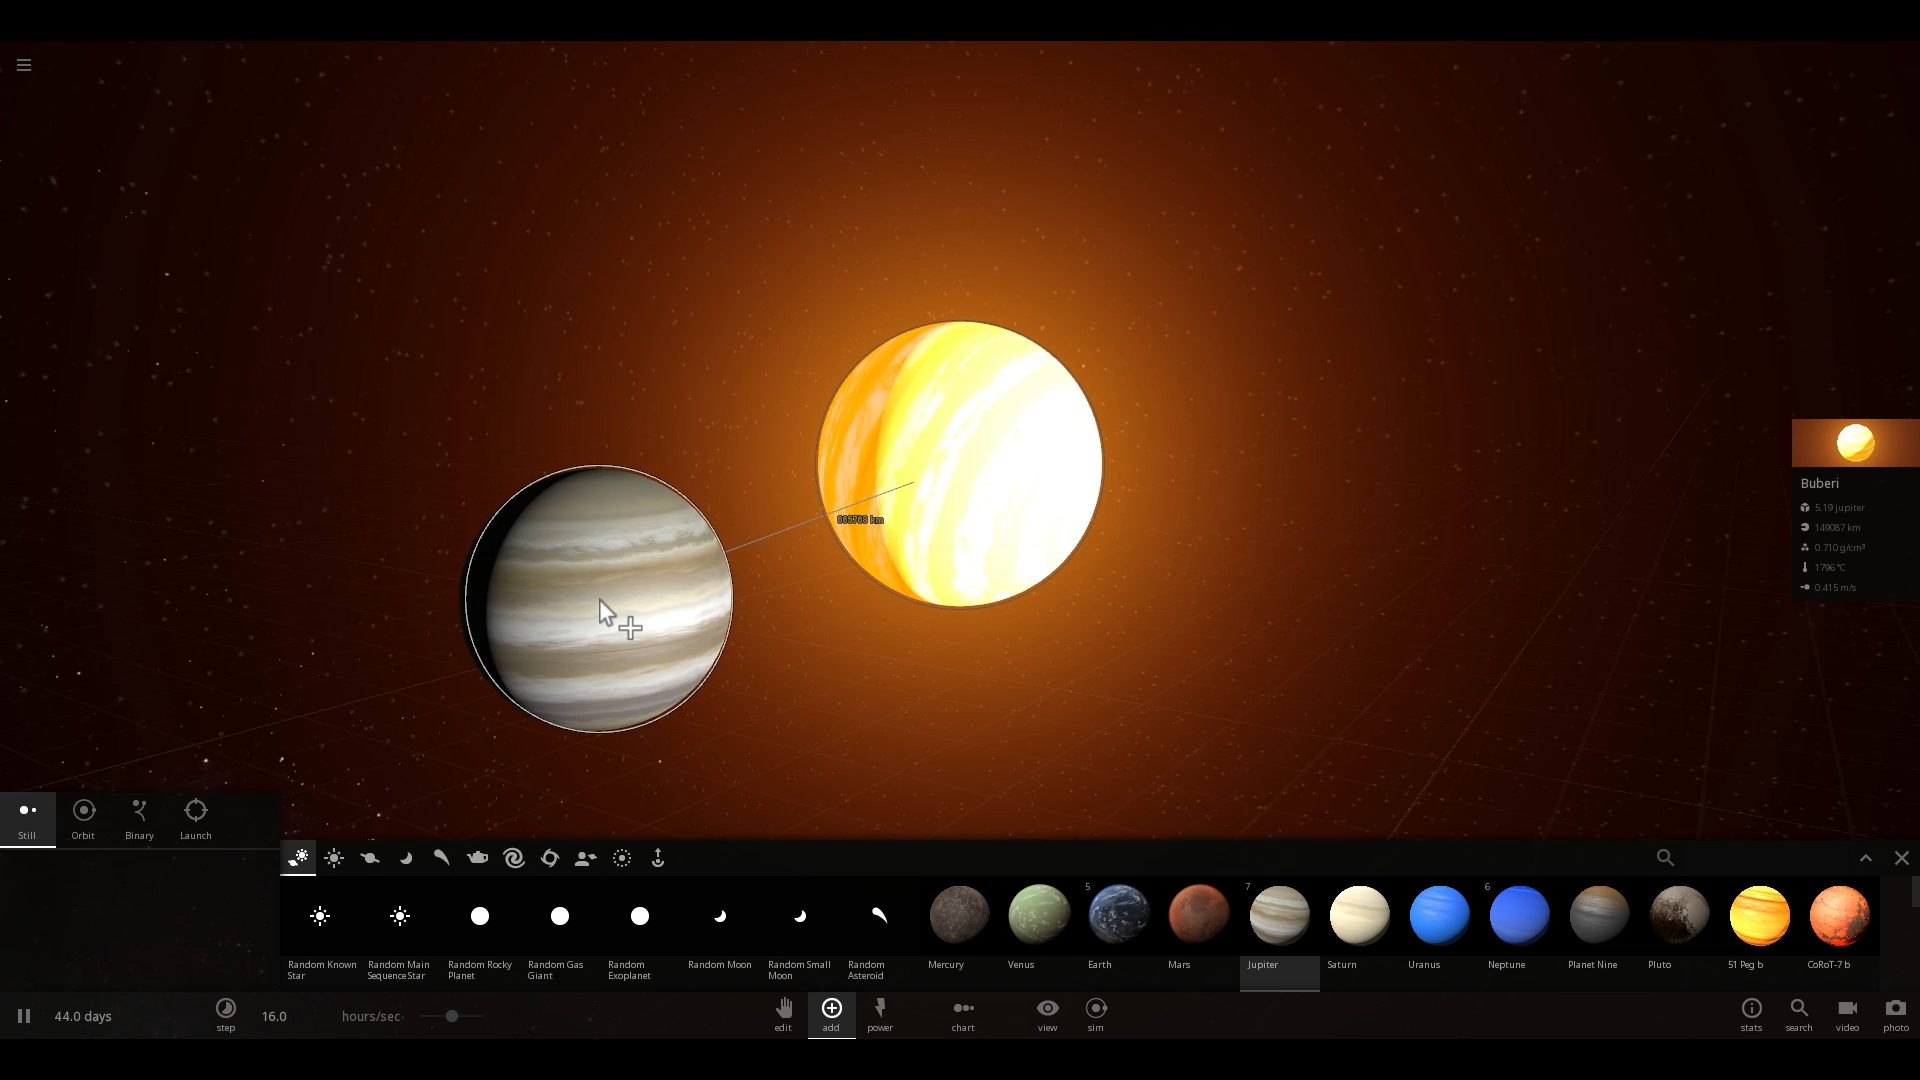 Buberi
5.19 jupiter
149087 km
0.710 g/cm³
1796 °C
0.415 m/s
Still
Orbit
Binary
Launch
5
7
6
Random Known
Star
Random Main
Sequence Star
Random Rocky
Planet
Random Gas
Giant
Random
Exoplanet
Random Moon
Random Small
Moon
Random
Asteroid
Mercury
Venus
Earth
Mars
Jupiter
Saturn
Uranus
Neptune
Planet Nine
Pluto
51 Peg b
CoRoT-7 b
44.0 days
step
16.0
hours/sec
edit
add
power
chart
view
sim
stats
search
video
photo